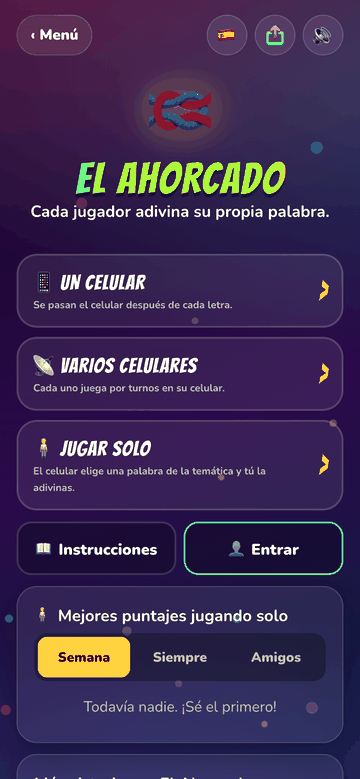 ‹ Menú
EL AHORCADO
Cada jugador adivina su propia palabra.
UN CELULAR
Se pasan el celular después de cada letra.
VARIOS CELULARES
Cada uno juega por turnos en su celular.
JUGAR SOLO
El celular elige una palabra de la temática y tú la
adivinas.
Instrucciones
Entrar
Mejores puntajes jugando solo
Semana
Siempre
Amigos
Todavía nadie. ¡Sé el primero!